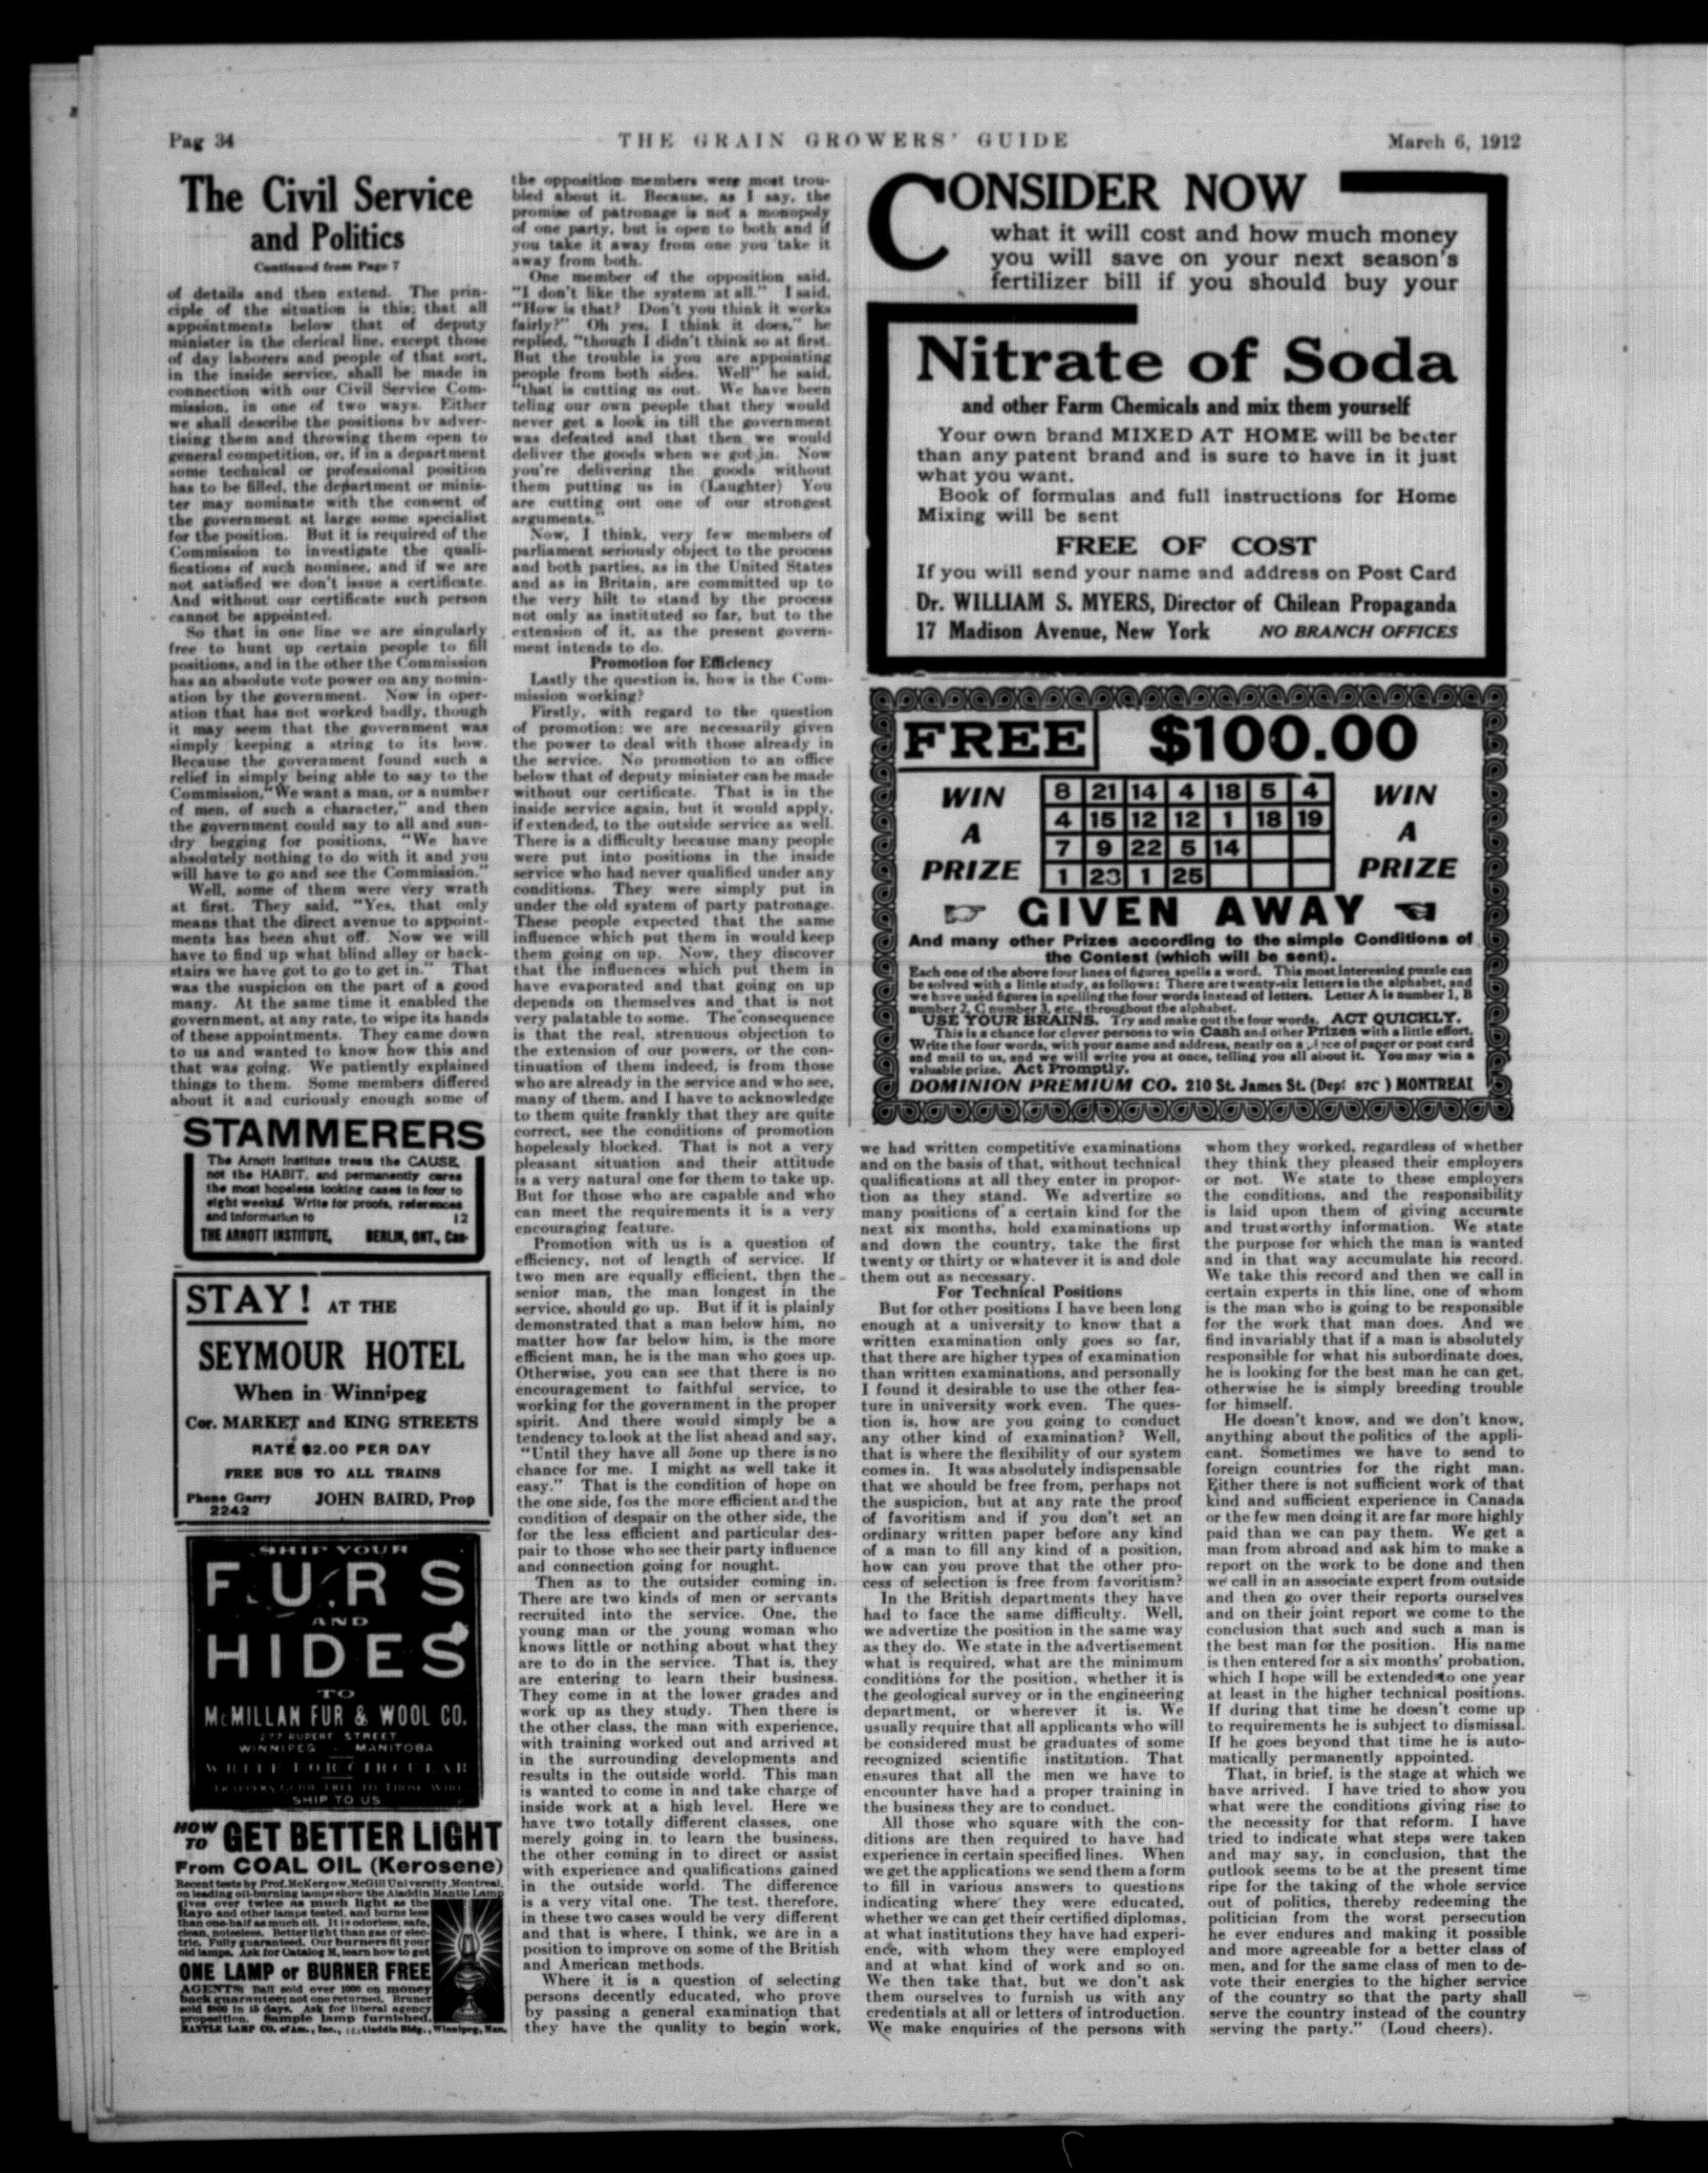 Pag 34
THE GRAIN GROWERS' GUIDE
March 6, 1912
The Civil Service
and Politics
Continued from Page 7
of details and then extend. The prin-
ciple of the situation is this; that all
appointments below that of deputy
minister in the clerical line, except those
of day laborers and people of that sort,
in the inside service, shall be made in
connection with our Civil Service Com-
mission, in one of two ways. Either
we shall describe the positions by adver-
tising them and throwing them open to
general competition, or, if in a department
some technical or professional position
has to be filled, the department or minis-
ter may nominate with the consent of
the government at large some specialist
for the position. But it is required of the
Commission to investigate the quali-
fications of such nominee, and if we are
not satisfied we don't issue a certificate.
And without our certificate such person
cannot be appointed.
So that in one line we are singularly
free to hunt up certain people to fill
positions, and in the other the Commission
has an absolute vote power on any nomin-
ation by the government. Now in oper-
ation that has not worked badly, though
it may seem that the government was
simply keeping a string to its bow.
Because the government found such a
relief in simply being able to say to the
Commission, "We want a man, or a number
of men, of such a character," and then
the government could say to all and sun-
dry begging for positions, "We have
absolutely nothing to do with it and you
will have to go and see the Commission."
Well, some of them were very wrath
at first. They said, "Yes, that only
means that the direct avenue to appoint-
ments has been shut off. Now we will
have to find up what blind alley or back-
stairs we have got to go to get in." That
was the suspicion on the part of a good
many. At the same time it enabled the
government, at any rate, to wipe its hands
of these appointments. They came down
to us and wanted to know how this and
that was going. We patiently explained
things to them. Some members differed
about it and curiously enough some of
STAMMERERS
The Arnott Institute treats the CAUSE,
not the HABIT, and permanently cures
the most hopeless looking cases in four to
eight weeks. Write for proofs, references
and information to 12
THE ARNOTT INSTITUTE, BERLIN, ONT., Can.
STAY! AT THE
SEYMOUR HOTEL
When in Winnipeg
Cor. MARKET and KING STREETS
RATE $2.00 PER DAY
FREE BUS TO ALL TRAINS
Phone Garry
2242
JOHN BAIRD, Prop
SHIP YOUR
FURS
AND
HIDES
TO
McMILLAN FUR & WOOL CO.
277 RUPERT STREET
WINNIPEG - MANITOBA
WRITE FOR CIRCULAR
TRAPPERS GUIDE FREE TO THOSE WHO
SHIP TO US
HOW TO GET BETTER LIGHT
From COAL OIL (Kerosene)
Recent tests by Prof. McKergow, McGill University, Montreal,
on leading oil-burning lamps show the Aladdin Mantle Lamp
gives over twice as much light as the
Rayo and other lamps tested, and burns less
than one-half as much oil. It is odorless, safe,
clean, noiseless. Better light than gas or elec-
tric. Fully guaranteed. Our burners fit your
old lamps. Ask for Catalog M, learn how to get
ONE LAMP or BURNER FREE
AGENTS: Ball sold over 1000 on money
back guarantee; not one returned. Bruner
sold $800 in 15 days. Ask for liberal agency
proposition. Sample lamp furnished.
MANTLE LAMP CO. of Am., Inc., Aladdin Bldg., Winnipeg, Man.
the opposition members were most trou-
bled about it. Because, as I say, the
promise of patronage is not a monopoly
of one party, but is open to both and if
you take it away from one you take it
away from both.
One member of the opposition said,
"I don't like the system at all." I said,
"How is that? Don't you think it works
fairly?" Oh yes, I think it does," he
replied, "though I didn't think so at first.
But the trouble is you are appointing
people from both sides. Well" he said,
"that is cutting us out. We have been
teling our own people that they would
never get a look in till the government
was defeated and that then we would
deliver the goods when we got in. Now
you're delivering the goods without
them putting us in (Laughter) You
are cutting out one of our strongest
arguments."
Now, I think, very few members of
parliament seriously object to the process
and both parties, as in the United States
and as in Britain, are committed up to
the very hilt to stand by the process
not only as instituted so far, but to the
extension of it, as the present govern-
ment intends to do.
Promotion for Efficiency
Lastly the question is, how is the Com-
mission working?
Firstly, with regard to the question
of promotion; we are necessarily given
the power to deal with those already in
the service. No promotion to an office
below that of deputy minister can be made
without our certificate. That is in the
inside service again, but it would apply,
if extended, to the outside service as well.
There is a difficulty because many people
were put into positions in the inside
service who had never qualified under any
conditions. They were simply put in
under the old system of party patronage.
These people expected that the same
influence which put them in would keep
them going on up. Now, they discover
that the influences which put them in
have evaporated and that going on up
depends on themselves and that is not
very palatable to some. The consequence
is that the real, strenuous objection to
the extension of our powers, or the con-
tinuation of them indeed, is from those
who are already in the service and who see,
many of them, and I have to acknowledge
to them quite frankly that they are quite
correct, see the conditions of promotion
hopelessly blocked. That is not a very
pleasant situation and their attitude
is a very natural one for them to take up.
But for those who are capable and who
can meet the requirements it is a very
encouraging feature.
Promotion with us is a question of
efficiency, not of length of service. If
two men are equally efficient, then the
senior man, the man longest in the
service, should go up. But if it is plainly
demonstrated that a man below him, no
matter how far below him, is the more
efficient man, he is the man who goes up.
Otherwise, you can see that there is no
encouragement to faithful service, to
working for the government in the proper
spirit. And there would simply be a
tendency to look at the list ahead and say,
"Until they have all 5one up there is no
chance for me. I might as well take it
easy." That is the condition of hope on
the one side, fos the more efficient and the
condition of despair on the other side, the
for the less efficient and particular des-
pair to those who see their party influence
and connection going for nought.
Then as to the outsider coming in.
There are two kinds of men or servants
recruited into the service. One, the
young man or the young woman who
knows little or nothing about what they
are to do in the service. That is, they
are entering to learn their business.
They come in at the lower grades and
work up as they study. Then there is
the other class, the man with experience,
with training worked out and arrived at
in the surrounding developments and
results in the outside world. This man
is wanted to come in and take charge of
inside work at a high level. Here we
have two totally different classes, one
merely going in to learn the business,
the other coming in to direct or assist
with experience and qualifications gained
in the outside world. The difference
is a very vital one. The test, therefore,
in these two cases would be very different
and that is where, I think, we are in a
position to improve on some of the British
and American methods.
Where it is a question of selecting
persons decently educated, who prove
by passing a general examination that
they have the quality to begin work,
CONSIDER NOW
what it will cost and how much money
you will save on your next season's
fertilizer bill if you should buy your
Nitrate of Soda
and other Farm Chemicals and mix them yourself
Your own brand MIXED AT HOME will be better
than any patent brand and is sure to have in it just
what you want.
Book of formulas and full instructions for Home
Mixing will be sent
FREE OF COST
If you will send your name and address on Post Card
Dr. WILLIAM S. MYERS, Director of Chilean Propaganda
17 Madison Avenue, New York NO BRANCH OFFICES
FREE $100.00
WIN
A
PRIZE
8 21 14 4 18 5 4
4 15 12 12 1 18 19
7 9 22 5 14
1 23 1 25
WIN
A
PRIZE
GIVEN AWAY
And many other Prizes according to the simple Conditions of
the Contest (which will be sent).
Each one of the above four lines of figures spells a word. This most interesting puzzle can
be solved with a little study, as follows: There are twenty-six letters in the alphabet, and
we have used figures in spelling the four words instead of letters. Letter A is number 1, B
number 2, C number 3, etc., throughout the alphabet.
USE YOUR BRAINS. Try and make out the four words. ACT QUICKLY.
This is a chance for clever persons to win Cash and other Prizes with a little effort.
Write the four words, with your name and address, neatly on a piece of paper or post card
and mail to us, and we will write you at once, telling you all about it. You may win a
valuable prize. Act Promptly.
DOMINION PREMIUM CO. 210 St. James St. (Dept 87C) MONTREAL
we had written competitive examinations
and on the basis of that, without technical
qualifications at all they enter in propor-
tion as they stand. We advertize so
many positions of a certain kind for the
next six months, hold examinations up
and down the country, take the first
twenty or thirty or whatever it is and dole
them out as necessary.
For Technical Positions
But for other positions I have been long
enough at a university to know that a
written examination only goes so far,
that there are higher types of examination
than written examinations, and personally
I found it desirable to use the other fea-
ture in university work even. The ques-
tion is, how are you going to conduct
any other kind of examination? Well,
that is where the flexibility of our system
comes in. It was absolutely indispensable
that we should be free from, perhaps not
the suspicion, but at any rate the proof
of favoritism and if you don't set an
ordinary written paper before any kind
of a man to fill any kind of a position,
how can you prove that the other pro-
cess of selection is free from favoritism?
In the British departments they have
had to face the same difficulty. Well,
we advertize the position in the same way
as they do. We state in the advertisement
what is required, what are the minimum
conditions for the position, whether it is
the geological survey or in the engineering
department, or wherever it is. We
usually require that all applicants who will
be considered must be graduates of some
recognized scientific institution. That
ensures that all the men we have to
encounter have had a proper training in
the business they are to conduct.
All those who square with the con-
ditions are then required to have had
experience in certain specified lines. When
we get the applications we send them a form
to fill in various answers to questions
indicating where they were educated,
whether we can get their certified diplomas,
at what institutions they have had experi-
ence, with whom they were employed
and at what kind of work and so on.
We then take that, but we don't ask
them ourselves to furnish us with any
credentials at all or letters of introduction.
We make enquiries of the persons with
whom they worked, regardless of whether
they think they pleased their employers
or not. We state to these employers
the conditions, and the responsibility
is laid upon them of giving accurate
and trustworthy information. We state
the purpose for which the man is wanted
and in that way accumulate his record.
We take this record and then we call in
certain experts in this line, one of whom
is the man who is going to be responsible
for the work that man does. And we
find invariably that if a man is absolutely
responsible for what his subordinate does,
he is looking for the best man he can get,
otherwise he is simply breeding trouble
for himself.
He doesn't know, and we don't know,
anything about the politics of the appli-
cant. Sometimes we have to send to
foreign countries for the right man.
Either there is not sufficient work of that
kind and sufficient experience in Canada
or the few men doing it are far more highly
paid than we can pay them. We get a
man from abroad and ask him to make a
report on the work to be done and then
we call in an associate expert from outside
and then go over their reports ourselves
and on their joint report we come to the
conclusion that such and such a man is
the best man for the position. His name
is then entered for a six months' probation,
which I hope will be extended to one year
at least in the higher technical positions.
If during that time he doesn't come up
to requirements he is subject to dismissal.
If he goes beyond that time he is auto-
matically permanently appointed.
That, in brief, is the stage at which we
have arrived. I have tried to show you
what were the conditions giving rise to
the necessity for that reform. I have
tried to indicate what steps were taken
and may say, in conclusion, that the
outlook seems to be at the present time
ripe for the taking of the whole service
out of politics, thereby redeeming the
politician from the worst persecution
he ever endures and making it possible
and more agreeable for a better class of
men, and for the same class of men to de-
vote their energies to the higher service
of the country so that the party shall
serve the country instead of the country
serving the party." (Loud cheers).